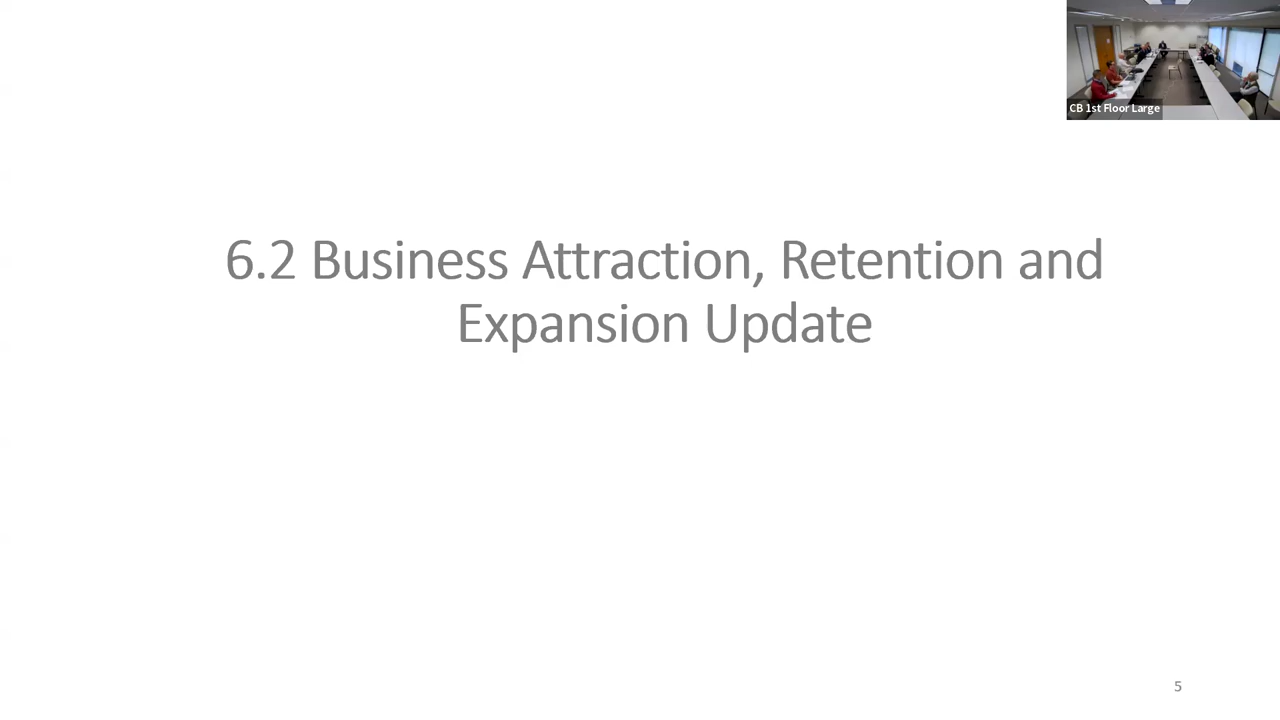 CB 1st Floor Large
6.2 Business Attraction, Retention and
Expansion Update
5